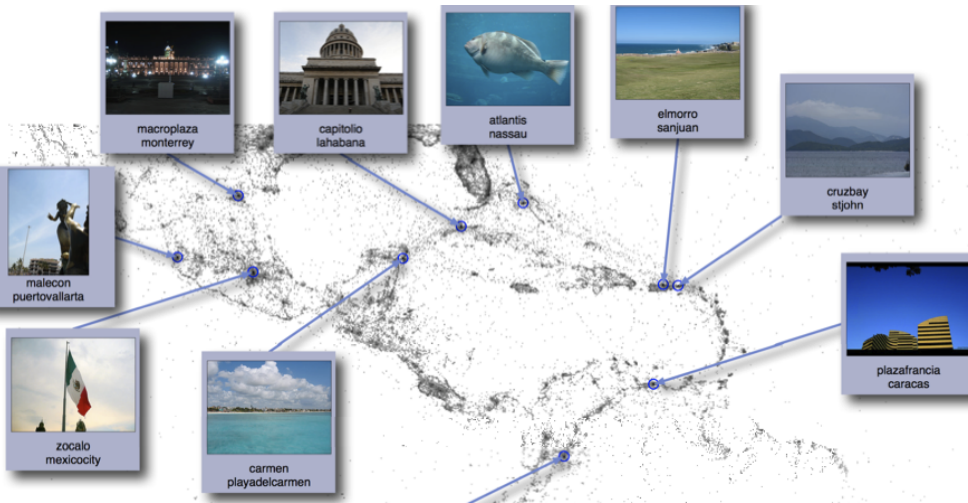 macroplaza
monterrey
capitolio
lahabana
atlantis
nassau
elmorro
sanjuan
cruzbay
stjohn
malecon
puertovallarta
plazafrancia
caracas
zocalo
mexicocity
carmen
playadelcarmen